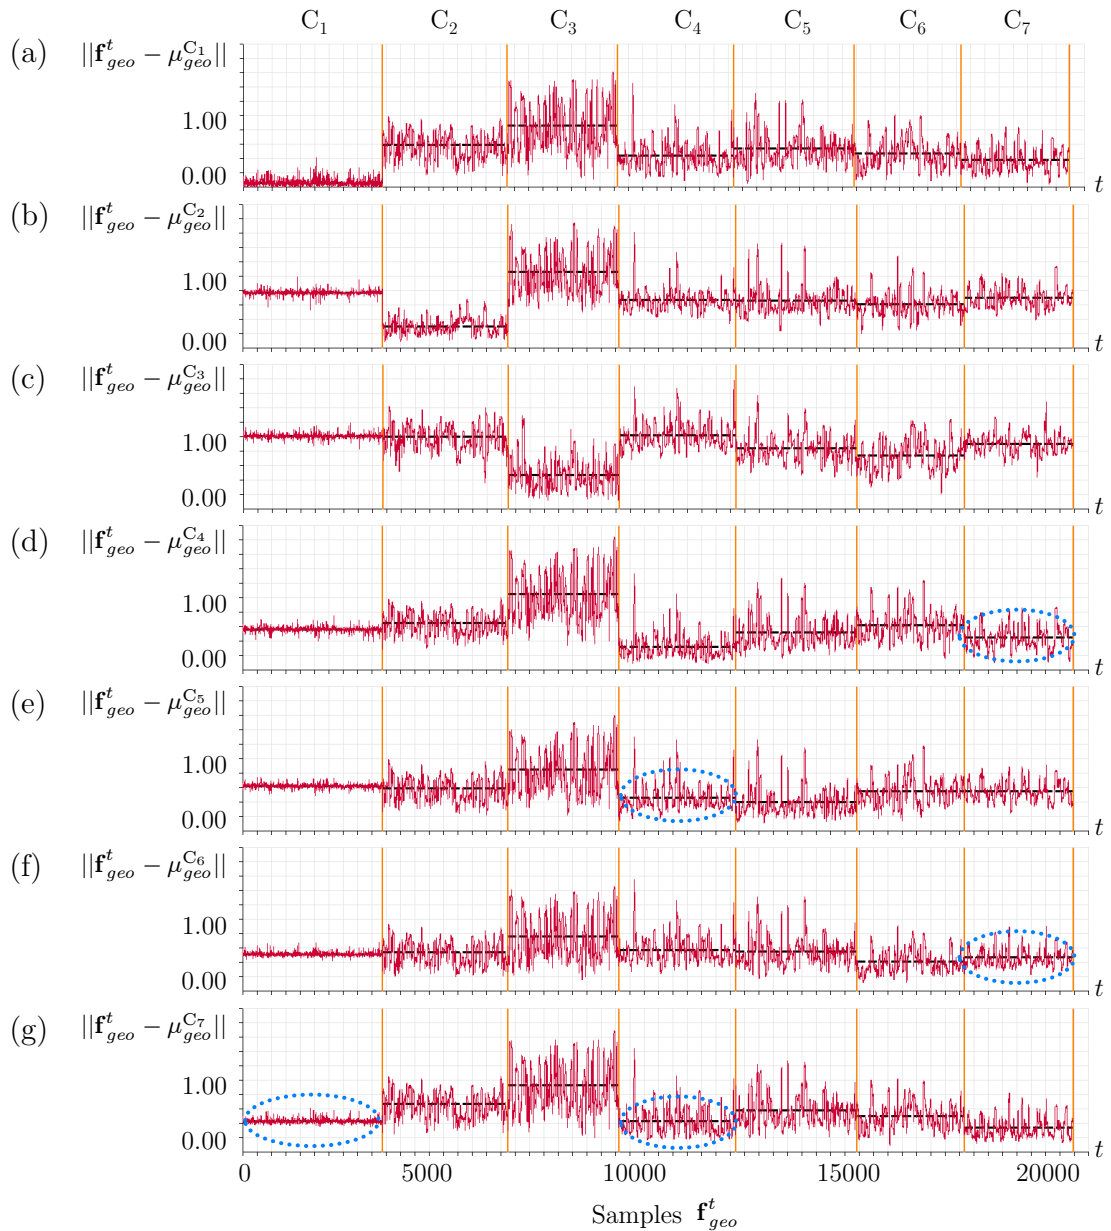 C₁ C₂ C₃ C₄ C₅ C₆ C₇
(a) ||f^t_geo − μ^C₁_geo||
1.00
0.00
t
(b) ||f^t_geo − μ^C₂_geo||
1.00
0.00
t
(c) ||f^t_geo − μ^C₃_geo||
1.00
0.00
t
(d) ||f^t_geo − μ^C₄_geo||
1.00
0.00
t
(e) ||f^t_geo − μ^C₅_geo||
1.00
0.00
t
(f) ||f^t_geo − μ^C₆_geo||
1.00
0.00
t
(g) ||f^t_geo − μ^C₇_geo||
1.00
0.00
t
0 5000 10000 15000 20000
Samples f^t_geo